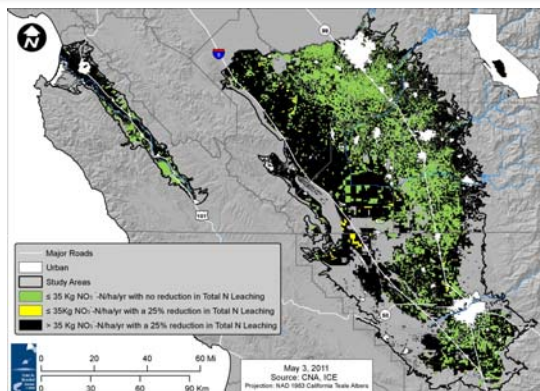 N
99
5
101
Major Roads
Urban
Study Areas
≤ 35 Kg NO₃⁻-N/ha/yr with no reduction in Total N Leaching
≤ 35Kg NO₃⁻-N/ha/yr with a 25% reduction in Total N Leaching
> 35 Kg NO₃⁻-N/ha/yr with a 25% reduction in Total N Leaching
0 20 40 60 Mi
0 30 60 90 Km
May 3, 2011
Source: CNA, ICE
Projection: NAD 1983 California Teale Albers